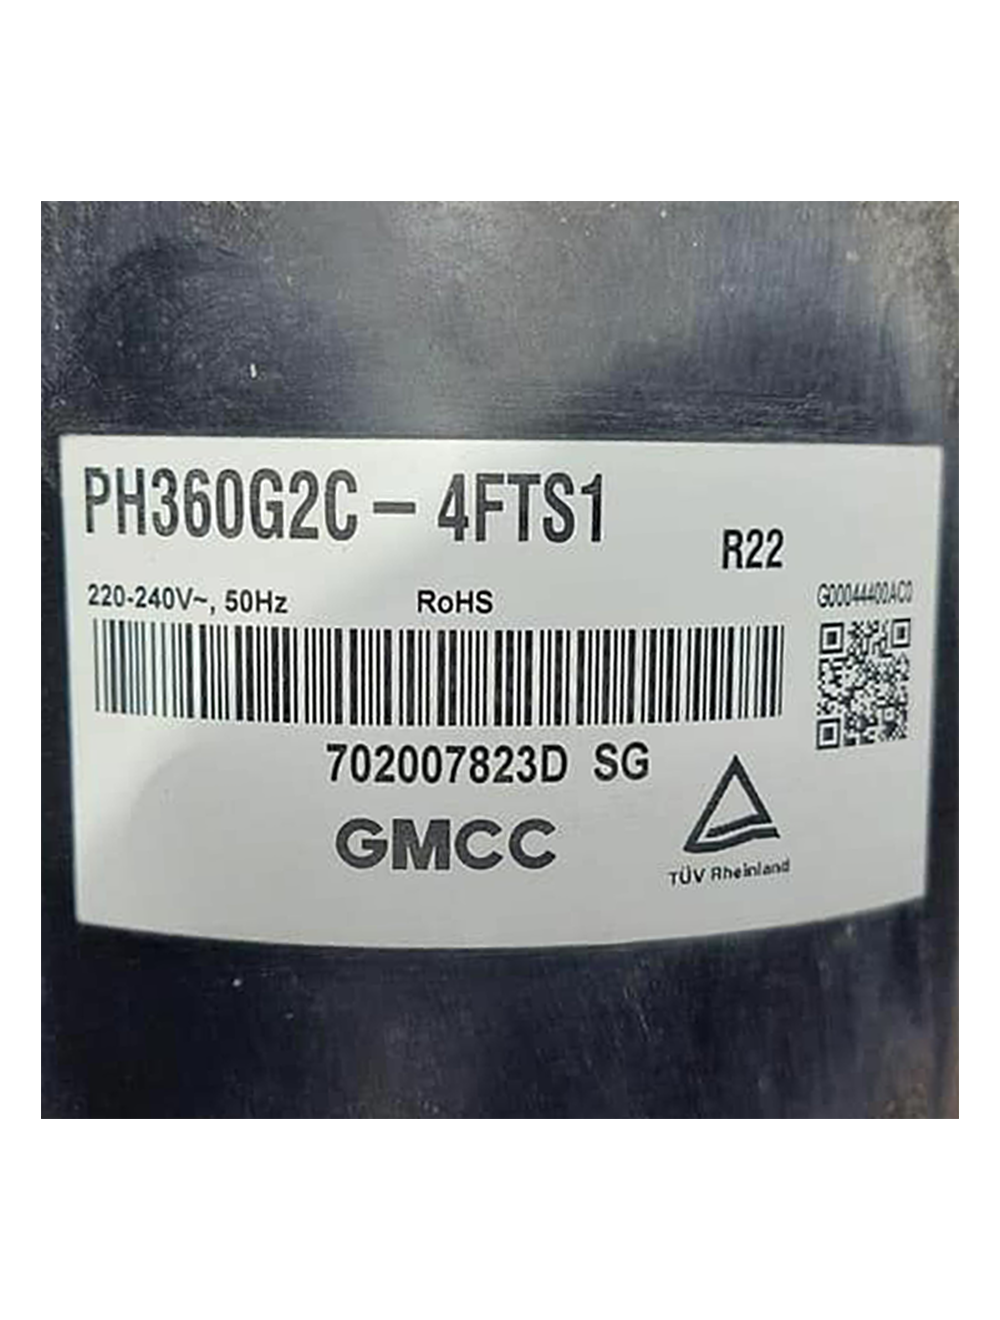 PH360G2C - 4FTS1
R22
220-240V~, 50Hz RoHS
G00044400AC0
702007823D SG
GMCC
TÜV Rheinland